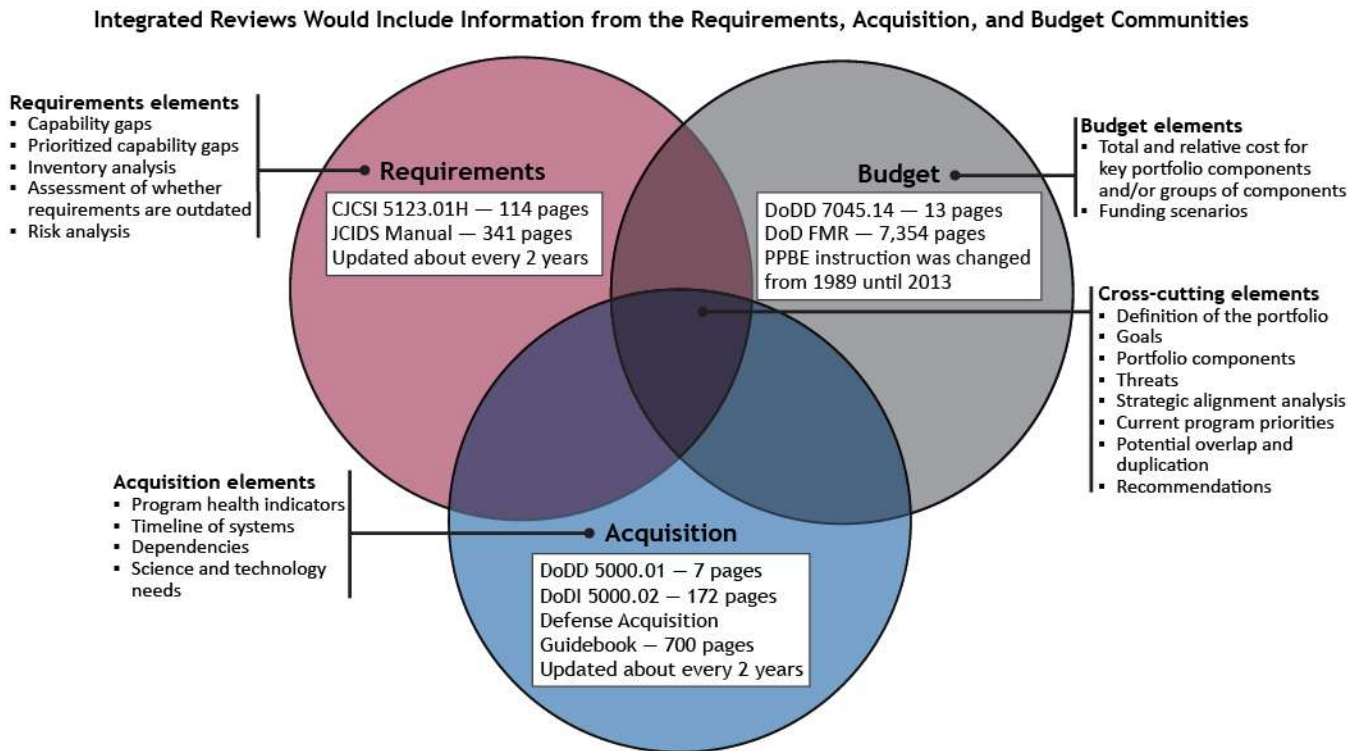 Integrated Reviews Would Include Information from the Requirements, Acquisition, and Budget Communities
Requirements elements
▪ Capability gaps
▪ Prioritized capability gaps
▪ Inventory analysis
▪ Assessment of whether
requirements are outdated
▪ Risk analysis
Requirements
CJCSI 5123.01H — 114 pages
JCIDS Manual — 341 pages
Updated about every 2 years
Budget
DoDD 7045.14 — 13 pages
DoD FMR — 7,354 pages
PPBE instruction was changed
from 1989 until 2013
Budget elements
▪ Total and relative cost for
key portfolio components
and/or groups of components
▪ Funding scenarios
Cross-cutting elements
▪ Definition of the portfolio
▪ Goals
▪ Portfolio components
▪ Threats
▪ Strategic alignment analysis
▪ Current program priorities
▪ Potential overlap and
duplication
▪ Recommendations
Acquisition elements
▪ Program health indicators
▪ Timeline of systems
▪ Dependencies
▪ Science and technology
needs
Acquisition
DoDD 5000.01 — 7 pages
DoDI 5000.02 — 172 pages
Defense Acquisition
Guidebook — 700 pages
Updated about every 2 years